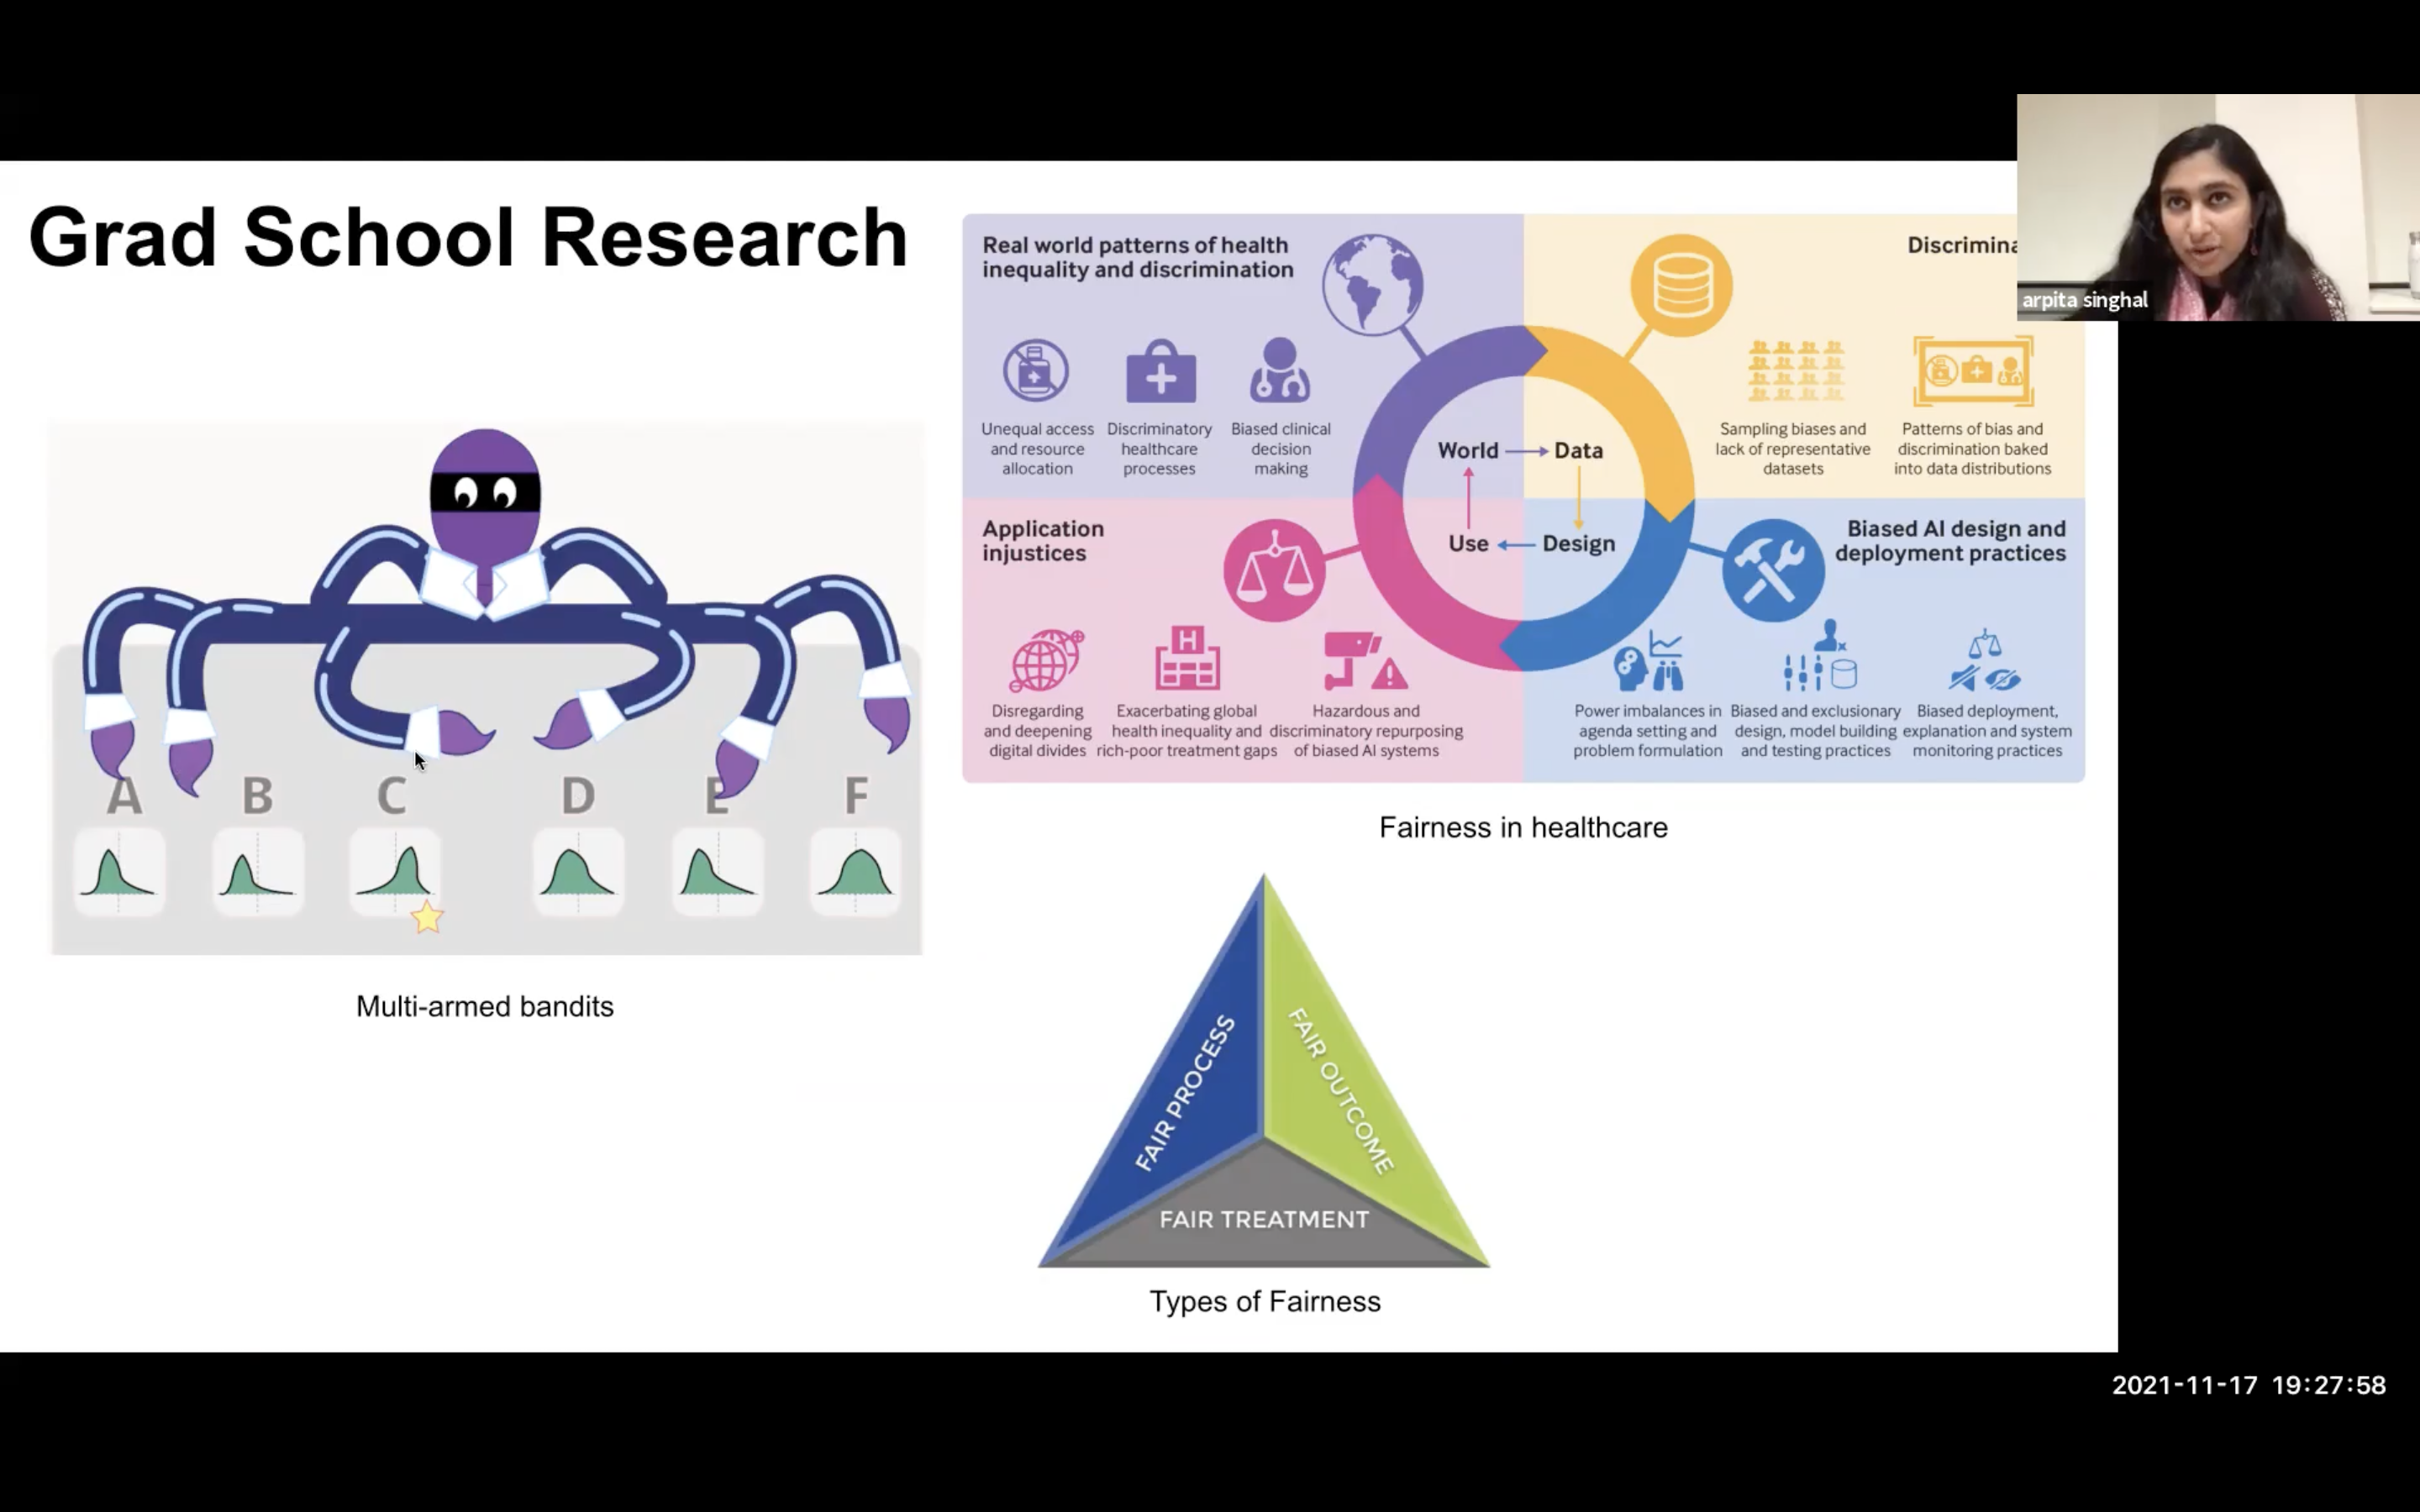 Grad School Research
Real world patterns of health
inequality and discrimination
Unequal access
and resource
allocation
Discriminatory
healthcare
processes
Biased clinical
decision
making
World
Data
Use
Design
Sampling biases and
lack of representative
datasets
Patterns of bias and
discrimination baked
into data distributions
arpita singhal
Application
injustices
Disregarding
and deepening
digital divides
Exacerbating global
health inequality and
rich-poor treatment gaps
Hazardous and
discriminatory repurposing
of biased AI systems
Biased AI design and
deployment practices
Power imbalances in
agenda setting and
problem formulation
Biased and exclusionary
design, model building
and testing practices
Biased deployment,
explanation and system
monitoring practices
H
Fairness in healthcare
A B C D E F
Multi-armed bandits
FAIR PROCESS
FAIR OUTCOME
FAIR TREATMENT
Types of Fairness
2021-11-17 19:27:58